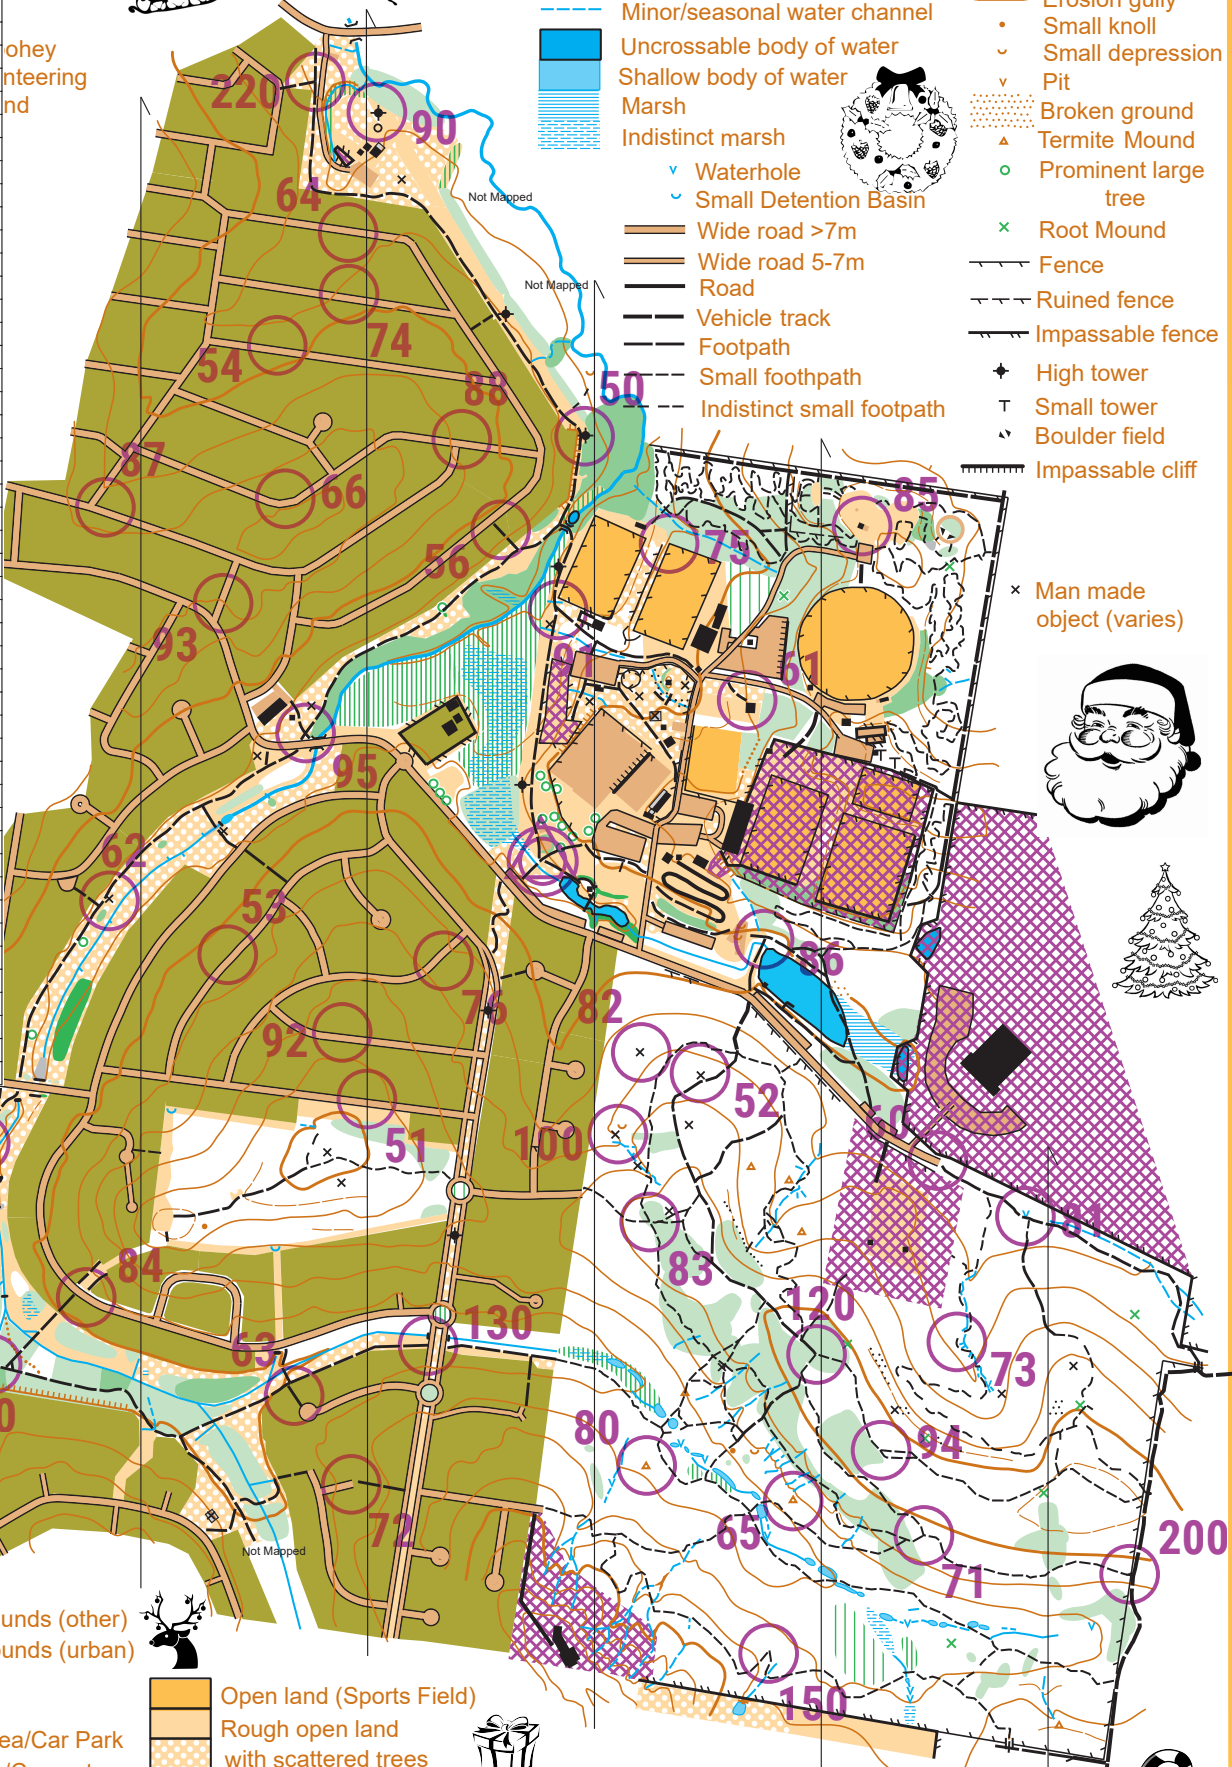 Minor/seasonal water channel
Uncrossable body of water
Shallow body of water
Marsh
Indistinct marsh
Waterhole
Small Detention Basin
Wide road >7m
Wide road 5-7m
Road
Vehicle track
Footpath
Small foothpath
Indistinct small footpath
Erosion gully
Small knoll
Small depression
Pit
Broken ground
Termite Mound
Prominent large
tree
Root Mound
Fence
Ruined fence
Impassable fence
High tower
Small tower
Boulder field
Impassable cliff
Man made
object (varies)
ohey
nteering
nd
220
90
64
Not Mapped
Not Mapped
74
54
88
50
87
66
85
75
56
93
91
61
95
62
53
86
76
82
92
52
51
100
60
81
83
84
120
130
63
73
80
94
0
65
72
71
200
Not Mapped
150
unds (other)
ounds (urban)
Open land (Sports Field)
Rough open land
with scattered trees
ea/Car Park